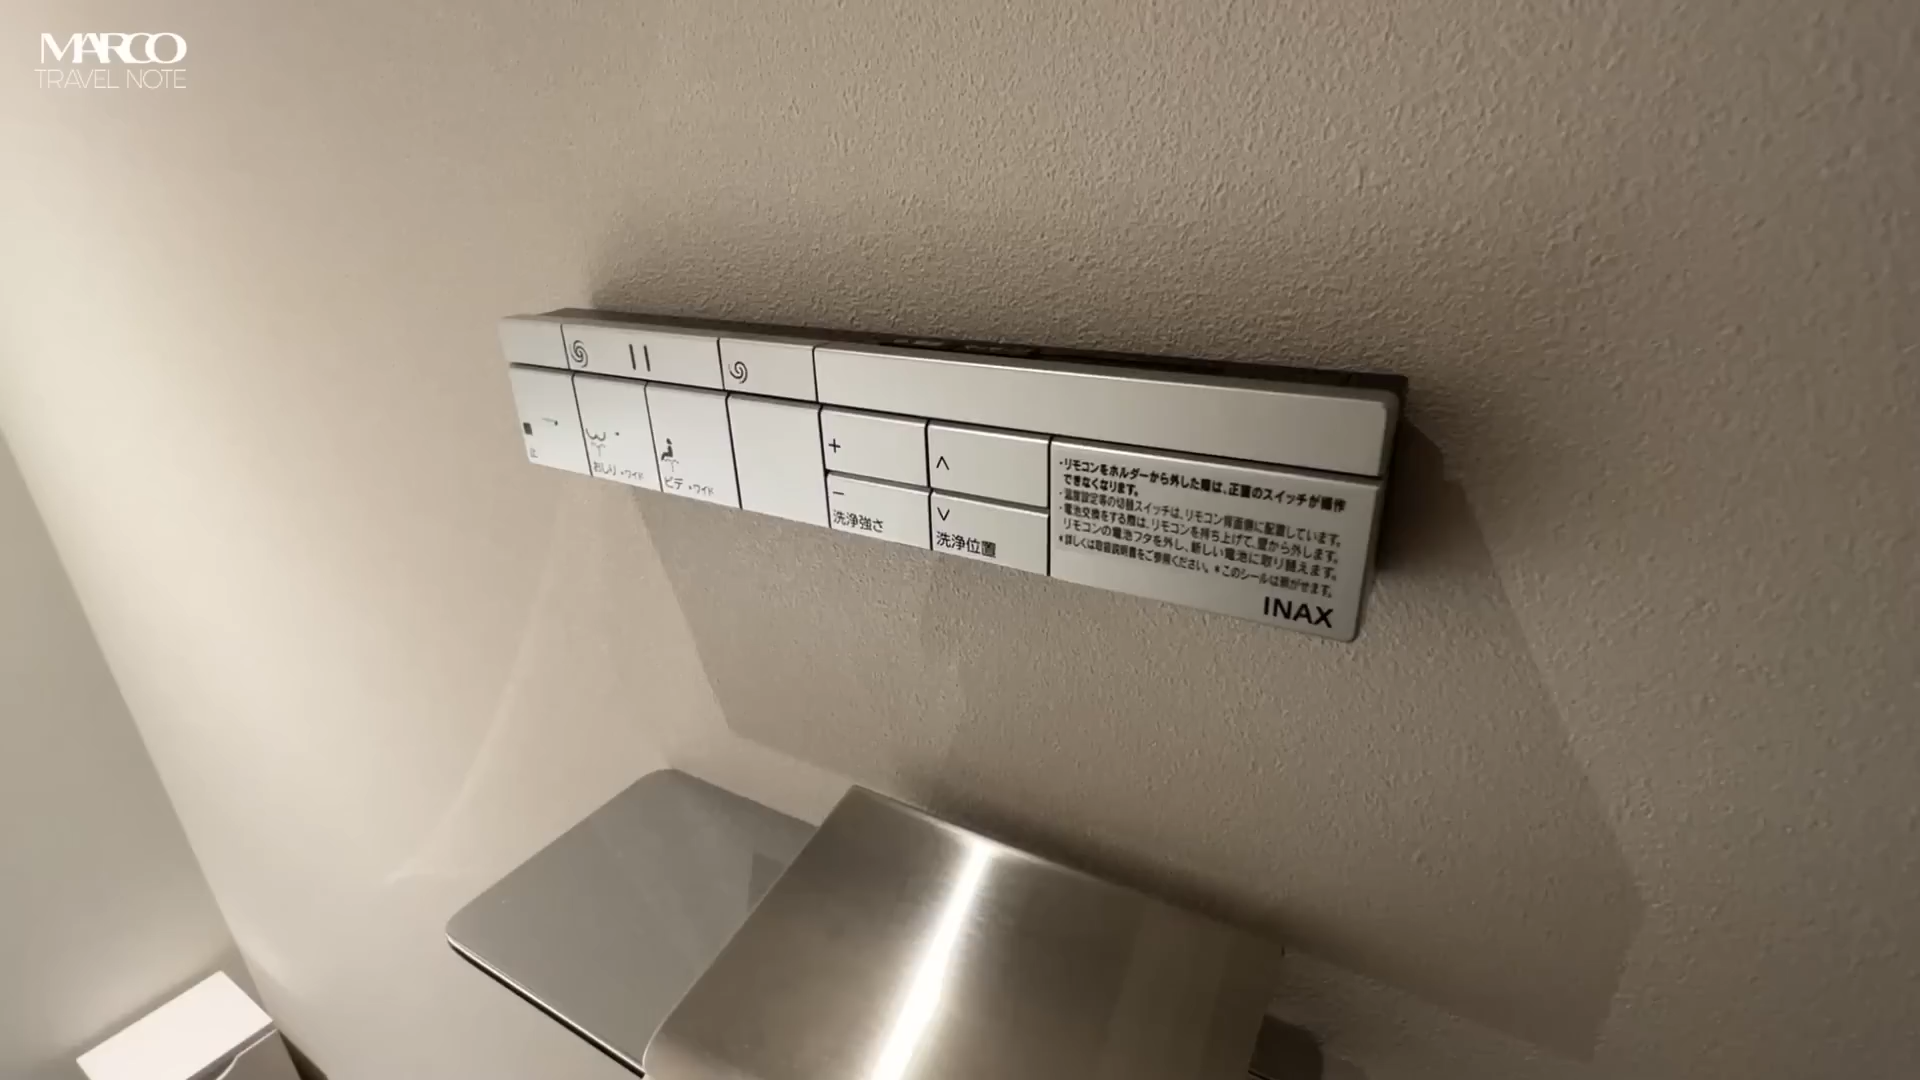 MARCO
TRAVEL NOTE
止
おしり •ワイド
ビデ •ワイド
+
−
洗浄強さ
∧
∨
洗浄位置
・リモコンをホルダーから外した際は、正面のスイッチが操作
できなくなります。
・温度設定等の切替スイッチは、リモコン背面側に配置しています。
・電池交換をする際は、リモコンを持ち上げて、壁から外します。
リモコンの電池フタを外し、新しい電池に取り替えます。
＊詳しくは取扱説明書をご参照ください。＊このシールは剥がせます。
INAX